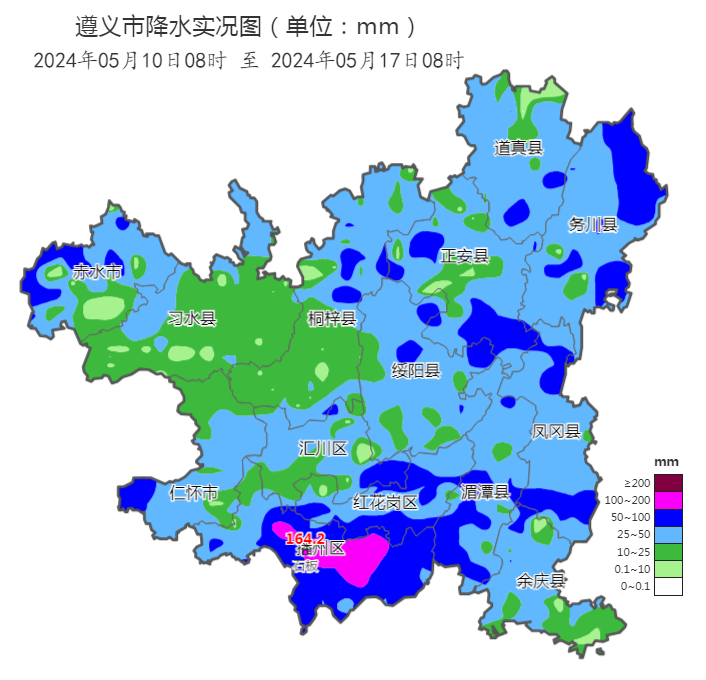 遵义市降水实况图（单位：mm）
2024年05月10日08时 至 2024年05月17日08时
道真县
务川县
正安县
赤水市
习水县
桐梓县
绥阳县
凤冈县
汇川区
仁怀市
湄潭县
红花岗区
164.2
播州区
石板
余庆县
mm
≥200
100~200
50~100
25~50
10~25
0.1~10
0~0.1